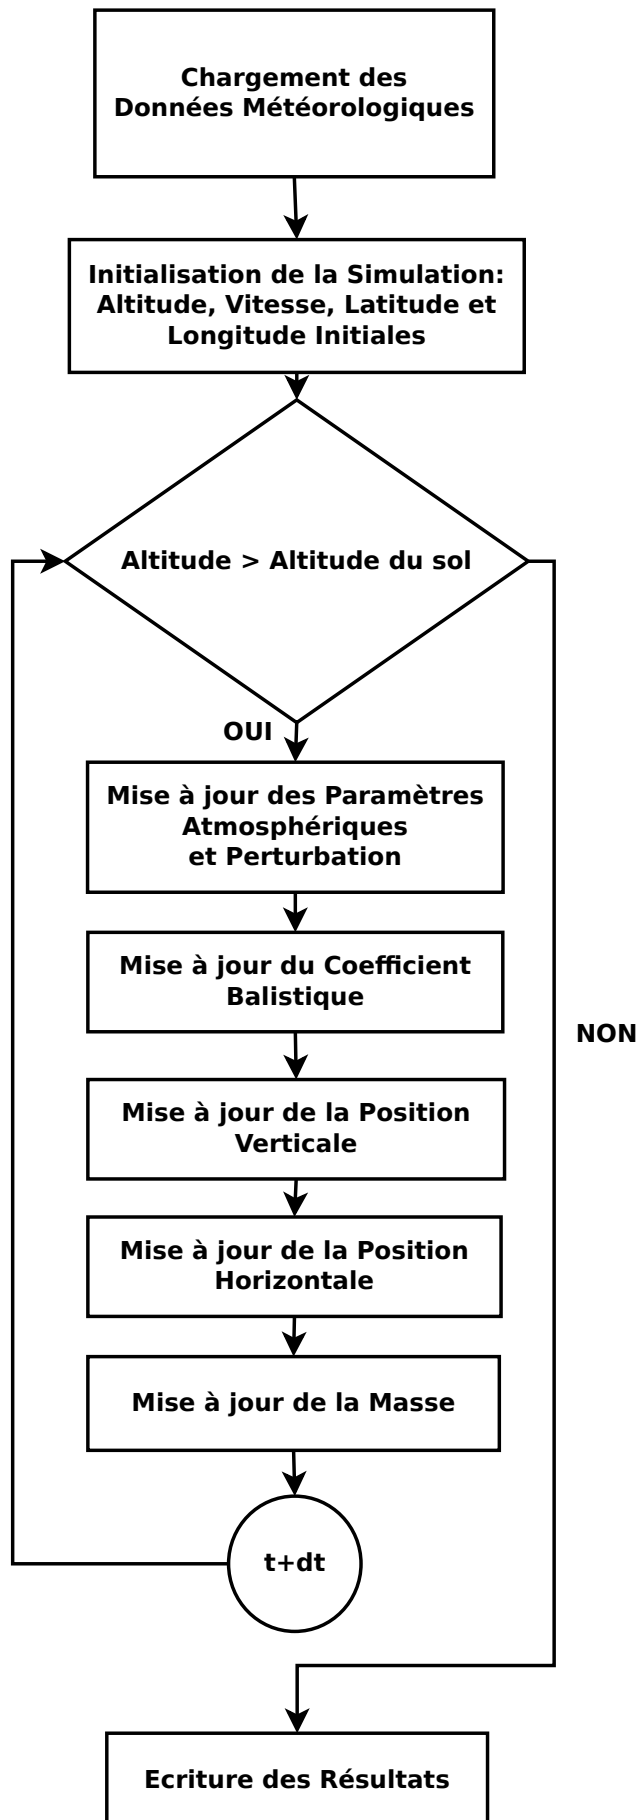 Chargement des
Données Météorologiques
Initialisation de la Simulation:
Altitude, Vitesse, Latitude et
Longitude Initiales
Altitude > Altitude du sol
OUI
Mise à jour des Paramètres
Atmosphériques
et Perturbation
Mise à jour du Coefficient
Balistique
NON
Mise à jour de la Position
Verticale
Mise à jour de la Position
Horizontale
Mise à jour de la Masse
t+dt
Ecriture des Résultats